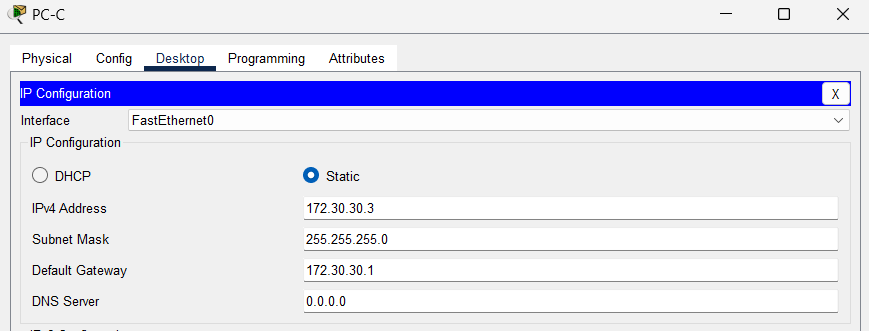 PC-C
Physical Config Desktop Programming Attributes
IP Configuration X
Interface FastEthernet0
IP Configuration
DHCP Static
IPv4 Address 172.30.30.3
Subnet Mask 255.255.255.0
Default Gateway 172.30.30.1
DNS Server 0.0.0.0